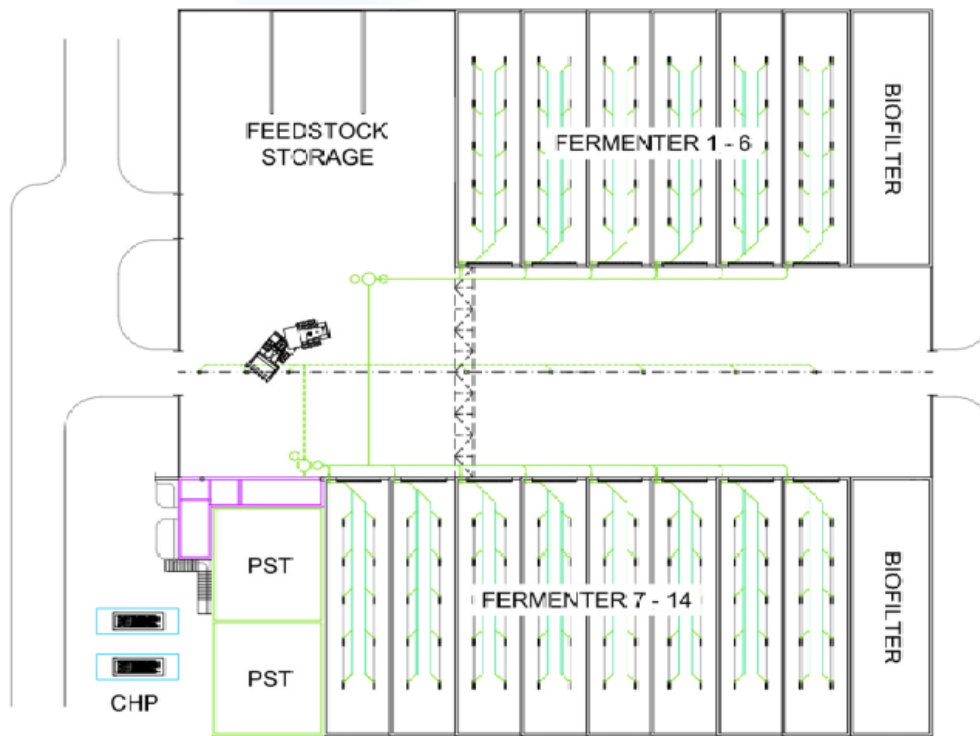 FEEDSTOCK
STORAGE
FERMENTER 1 - 6
BIOFILTER
PST
FERMENTER 7 - 14
BIOFILTER
PST
CHP